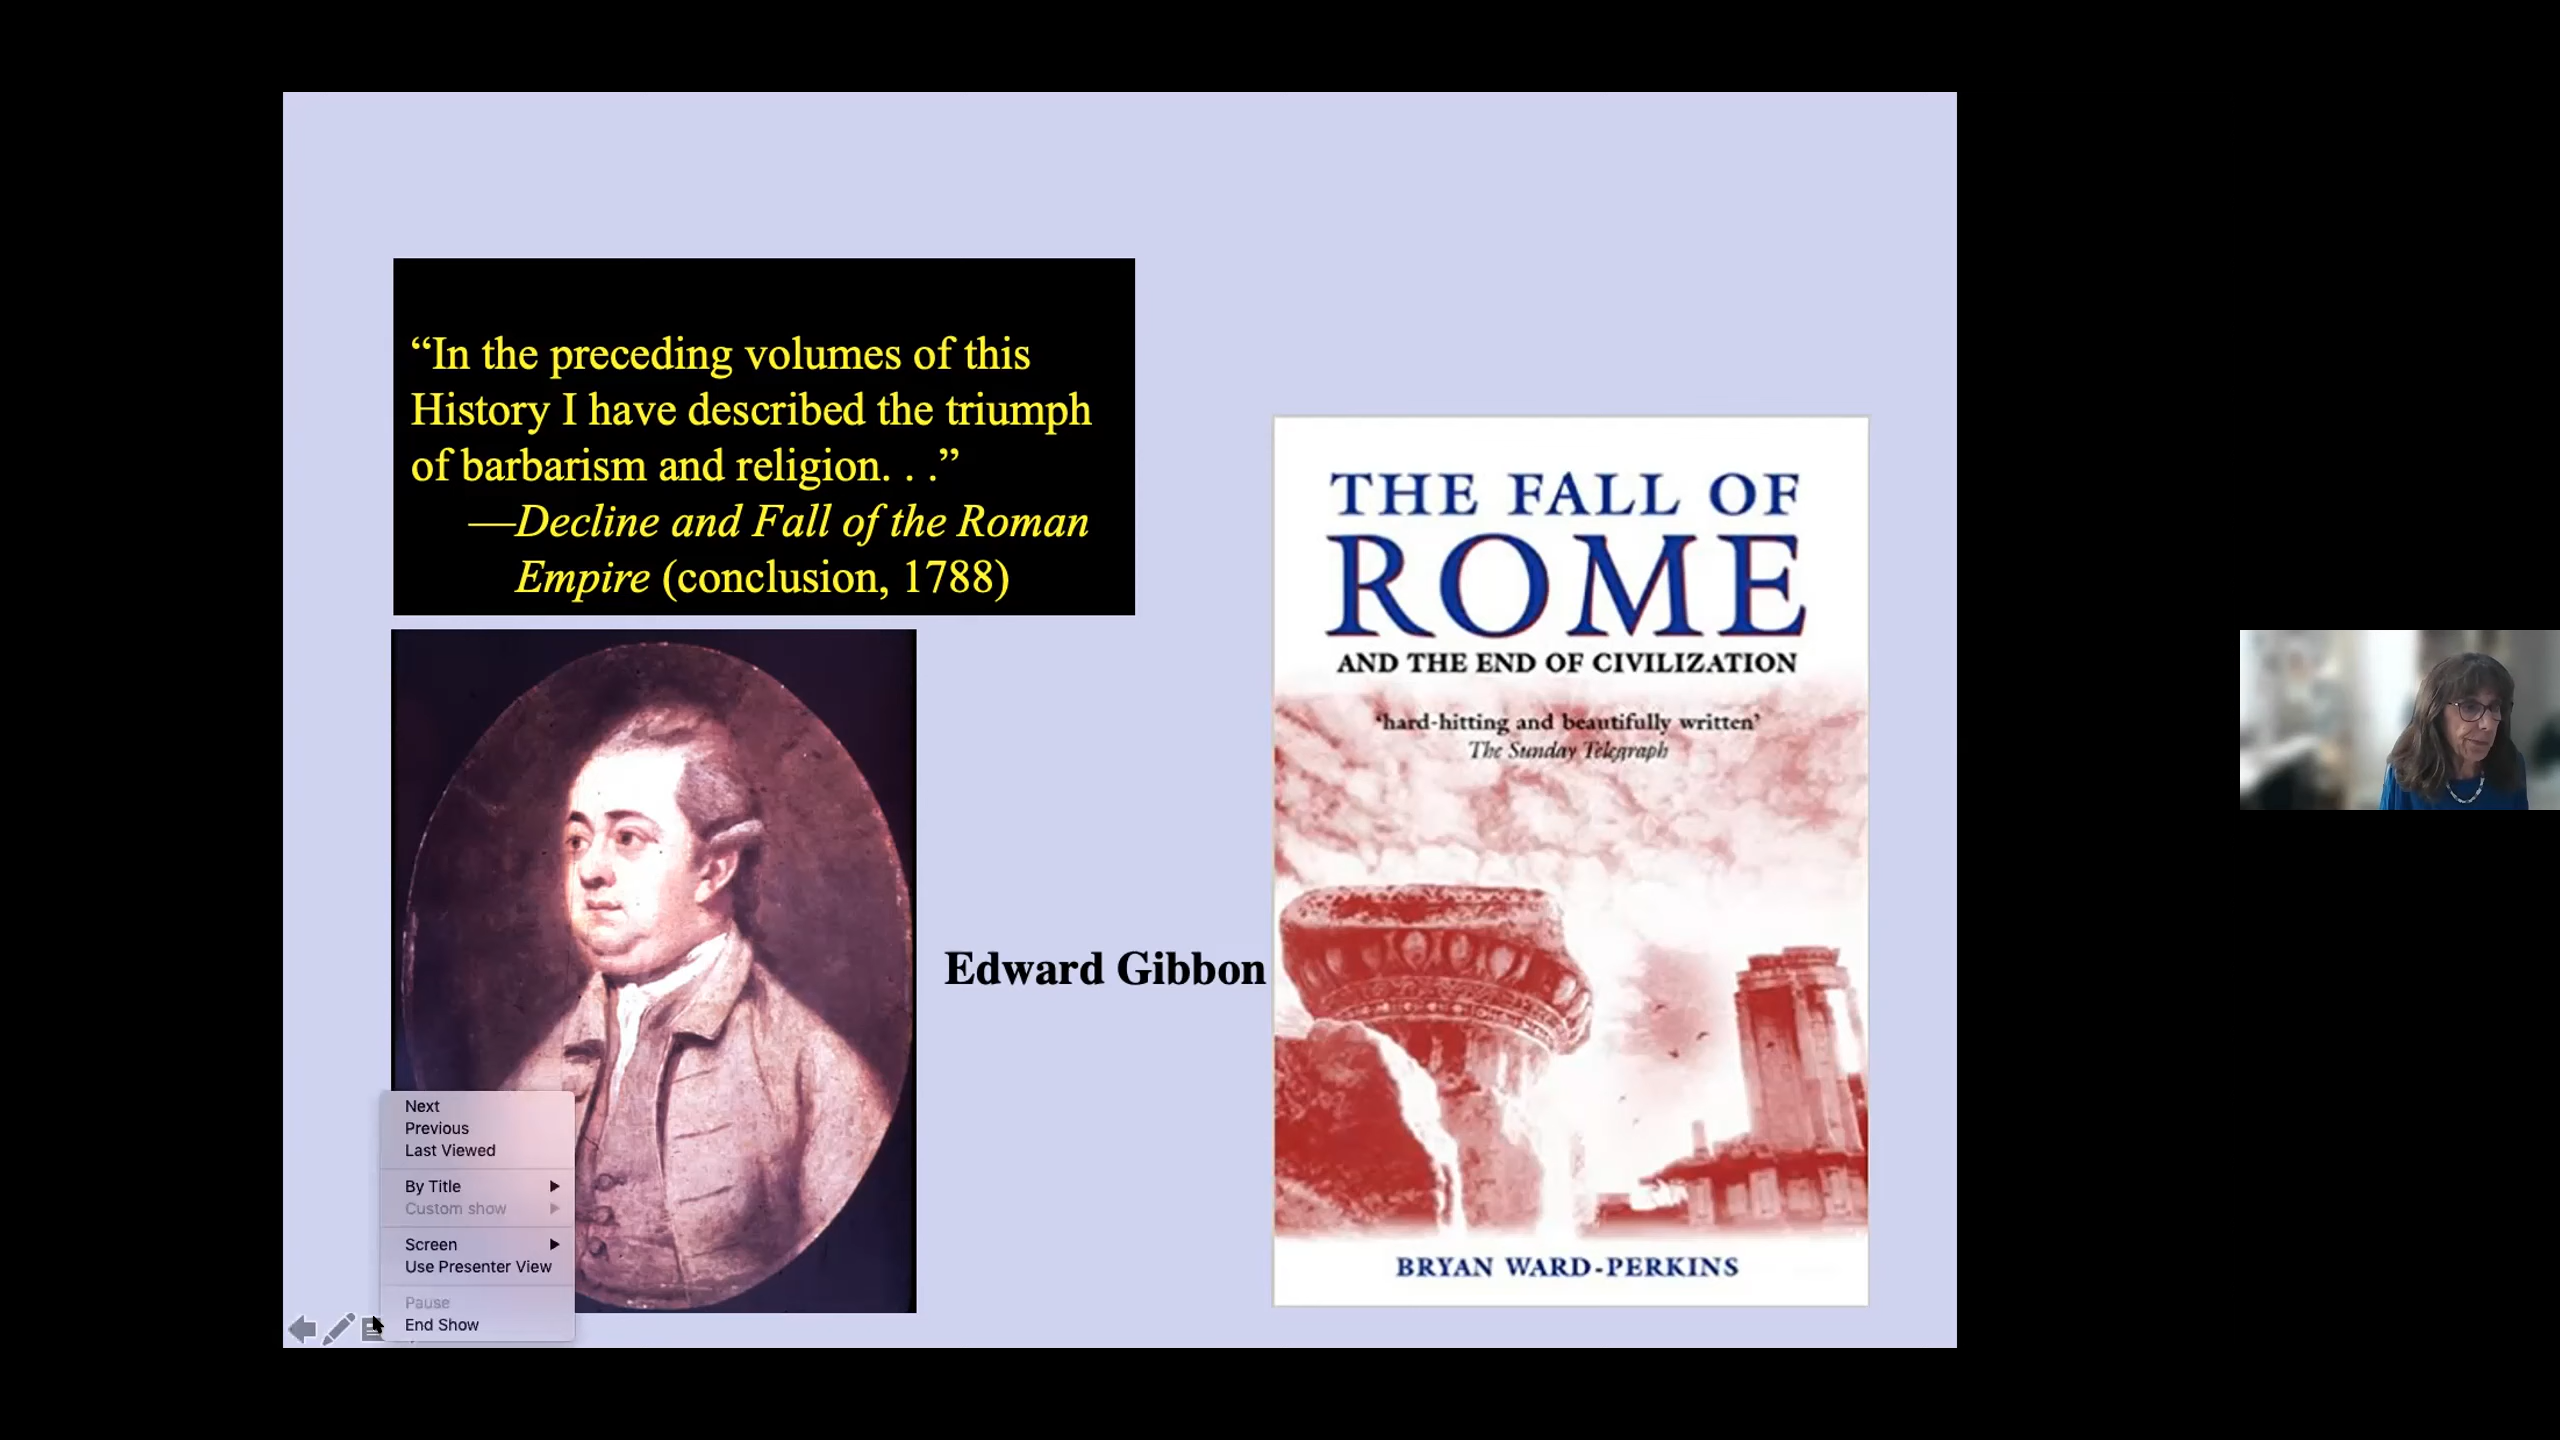 “In the preceding volumes of this
History I have described the triumph
of barbarism and religion. . .”
—Decline and Fall of the Roman
Empire (conclusion, 1788)
Edward Gibbon
THE FALL OF
ROME
AND THE END OF CIVILIZATION
‘hard-hitting and beautifully written’
The Sunday Telegraph
BRYAN WARD-PERKINS
Next
Previous
Last Viewed
By Title
Custom show
Screen
Use Presenter View
Pause
End Show